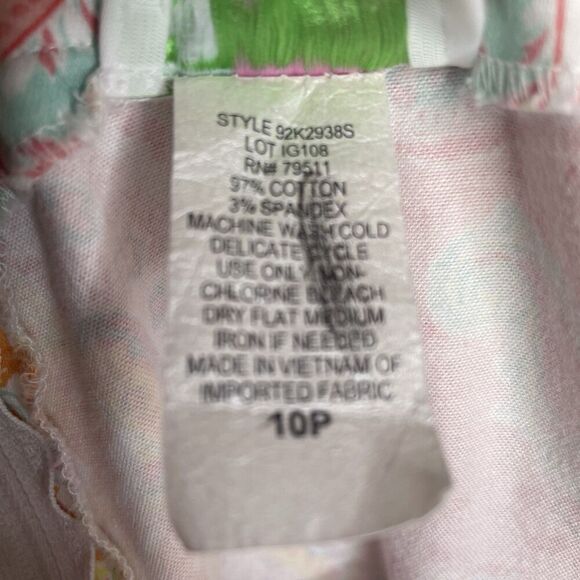 STYLE 92K2938S
LOT IG108
RN# 79511
97% COTTON
3% SPANDEX
MACHINE WASH COLD
DELICATE CYCLE
USE ONLY NON-
CHLORINE BLEACH
DRY FLAT MEDIUM
IRON IF NEEDED
MADE IN VIETNAM OF
IMPORTED FABRIC
10P